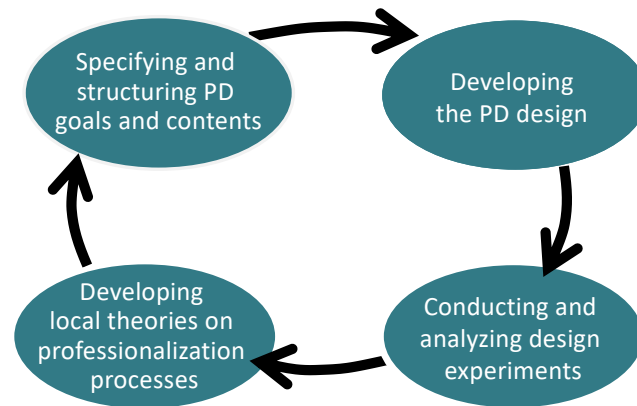 Specifying and
structuring PD
goals and contents
Developing
the PD design
Conducting and
analyzing design
experiments
Developing
local theories on
professionalization
processes